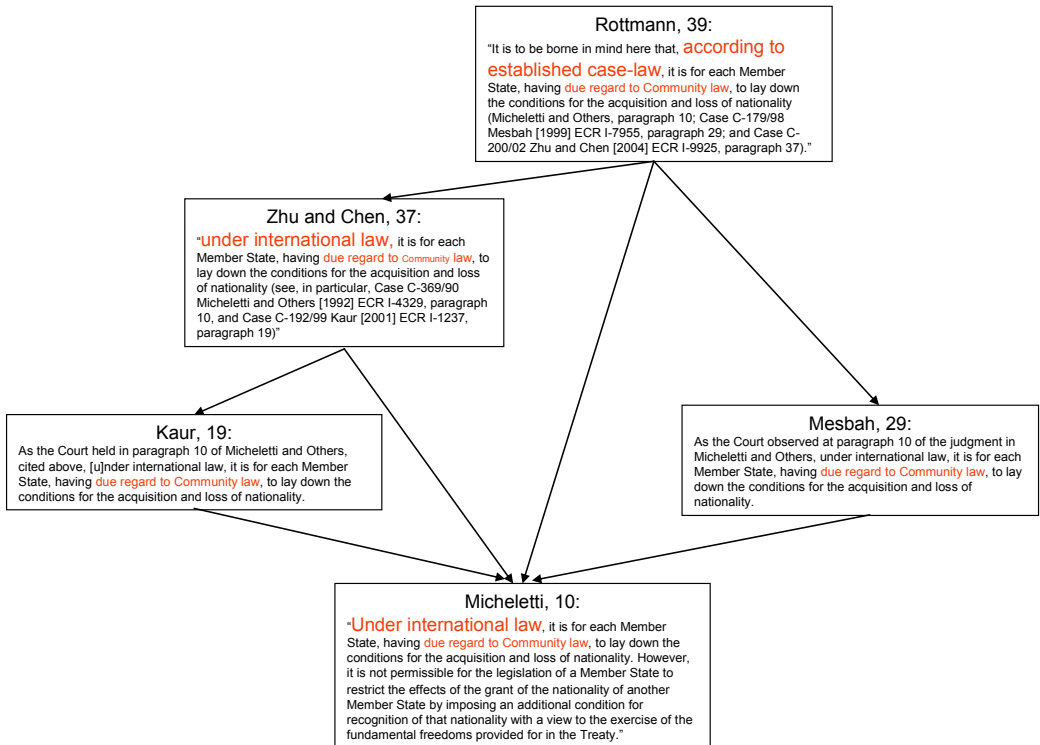 Rottmann, 39:
“It is to be borne in mind here that, according to
established case-law, it is for each Member
State, having due regard to Community law, to lay down
the conditions for the acquisition and loss of nationality
(Micheletti and Others, paragraph 10; Case C-179/98
Mesbah [1999] ECR I-7955, paragraph 29; and Case C-
200/02 Zhu and Chen [2004] ECR I-9925, paragraph 37).”
Zhu and Chen, 37:
“under international law, it is for each
Member State, having due regard to Community law, to
lay down the conditions for the acquisition and loss
of nationality (see, in particular, Case C-369/90
Micheletti and Others [1992] ECR I-4329, paragraph
10, and Case C-192/99 Kaur [2001] ECR I-1237,
paragraph 19)”
Kaur, 19:
As the Court held in paragraph 10 of Micheletti and Others,
cited above, [u]nder international law, it is for each Member
State, having due regard to Community law, to lay down the
conditions for the acquisition and loss of nationality.
Mesbah, 29:
As the Court observed at paragraph 10 of the judgment in
Micheletti and Others, under international law, it is for each
Member State, having due regard to Community law, to lay
down the conditions for the acquisition and loss of
nationality.
Micheletti, 10:
“Under international law, it is for each Member
State, having due regard to Community law, to lay down the
conditions for the acquisition and loss of nationality. However,
it is not permissible for the legislation of a Member State to
restrict the effects of the grant of the nationality of another
Member State by imposing an additional condition for
recognition of that nationality with a view to the exercise of the
fundamental freedoms provided for in the Treaty.”